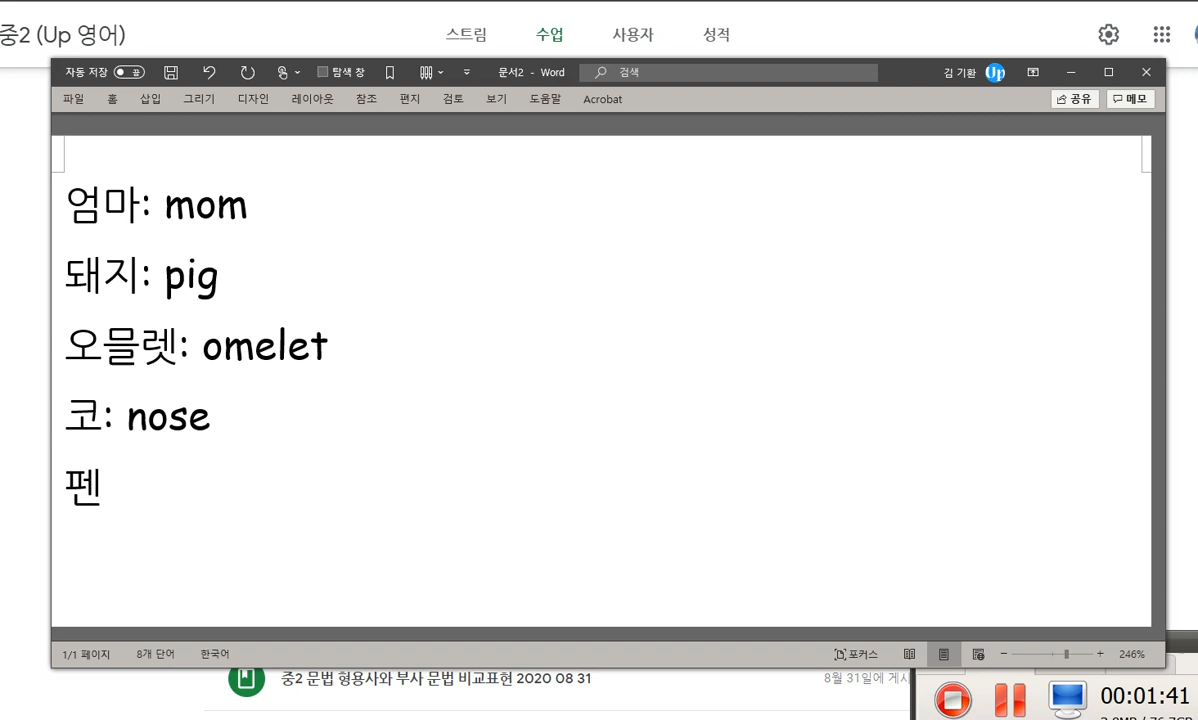 중2 (Up 영어)
스트림 수업 사용자 성적
자동 저장 탐색 창 문서2 - Word 검색 김 기환 Up
파일 홈 삽입 그리기 디자인 레이아웃 참조 편지 검토 보기 도움말 Acrobat 공유 메모
엄마: mom
돼지: pig
오믈렛: omelet
코: nose
펜
1/1 페이지 8개 단어 한국어 포커스 246%
중2 문법 형용사와 부사 문법 비교표현 2020 08 31 8월 31일에 게시
00:01:41